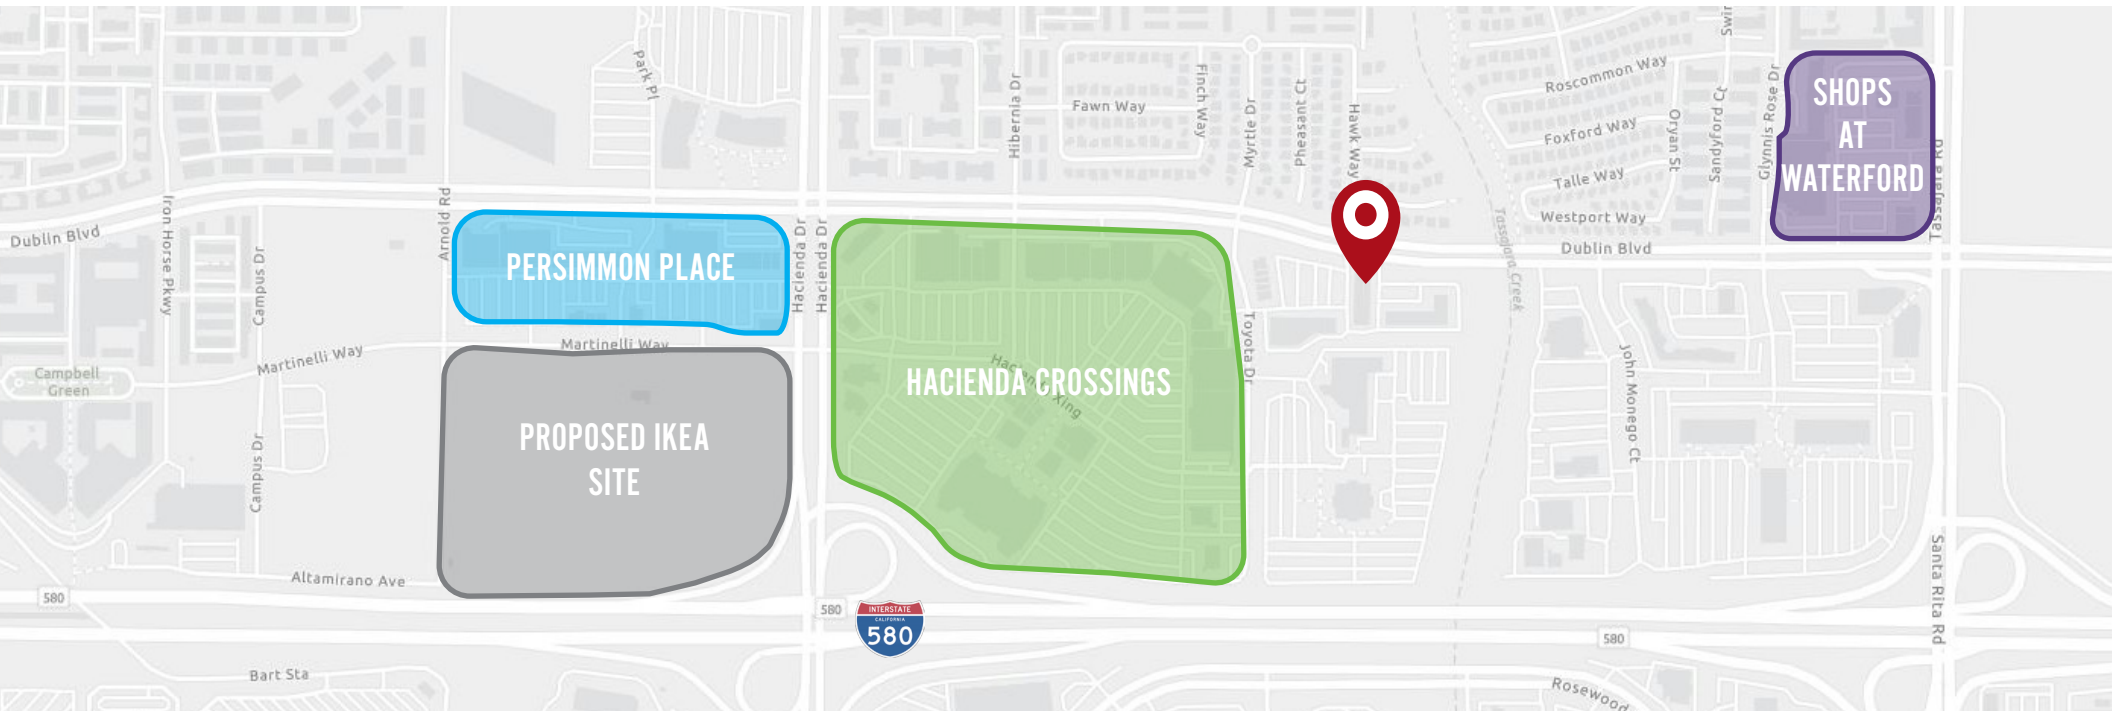 Park Pl
Hibernia Dr
Fawn Way
Finch Way
Myrtle Dr
Pheasant Ct
Hawk Way
Roscommon Way
Foxford Way
Talle Way
Westport Way
Oryan St
Sandyford Ct
Swir
Glynnis Rose Dr
SHOPS
AT
WATERFORD
Tassajara Rd
Dublin Blvd
Iron Horse Pkwy
Campus Dr
Arnold Rd
PERSIMMON PLACE
Hacienda Dr
Hacienda Dr
Tassajara Creek
Dublin Blvd
Martinelli Way
Martinelli Way
Campbell
Green
Toyota Dr
Hacienda Xing
HACIENDA CROSSINGS
John Monego Ct
PROPOSED IKEA
SITE
Campus Dr
Altamirano Ave
580
580
INTERSTATE
CALIFORNIA
580
580
Santa Rita Rd
Bart Sta
Rosewood